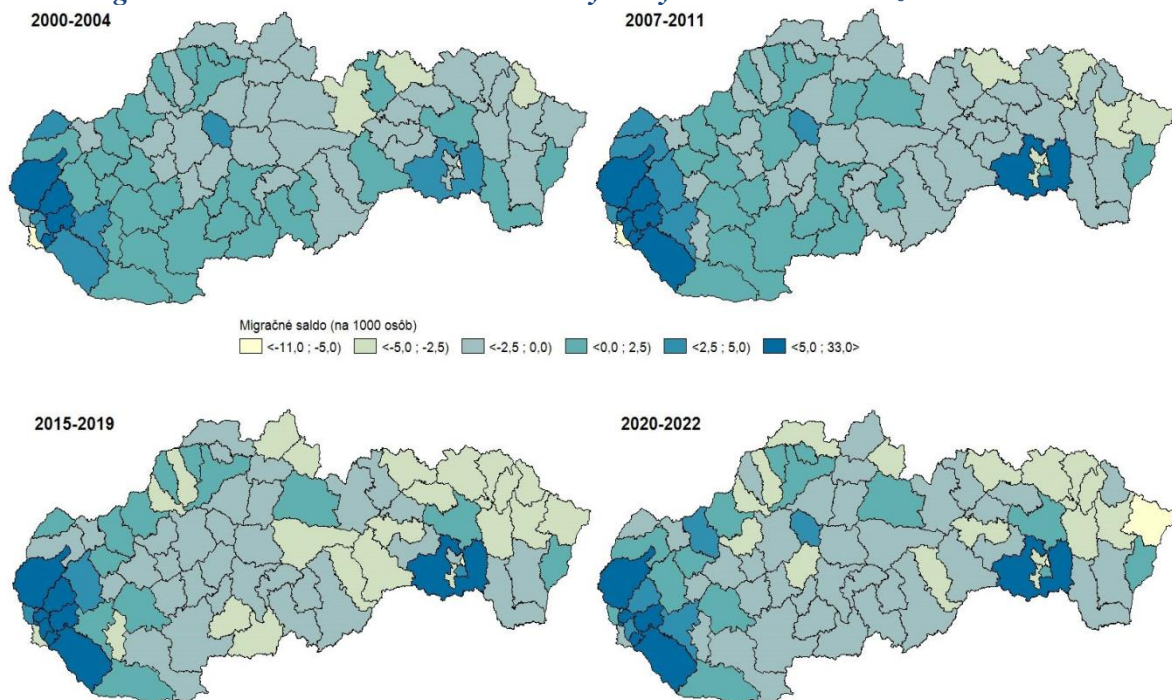 2000-2004
2007-2011
Migračné saldo (na 1000 osôb)
<-11,0 ; -5,0) <-5,0 ; -2,5) <-2,5 ; 0,0) <0,0 ; 2,5) <2,5 ; 5,0) <5,0 ; 33,0>
2015-2019
2020-2022